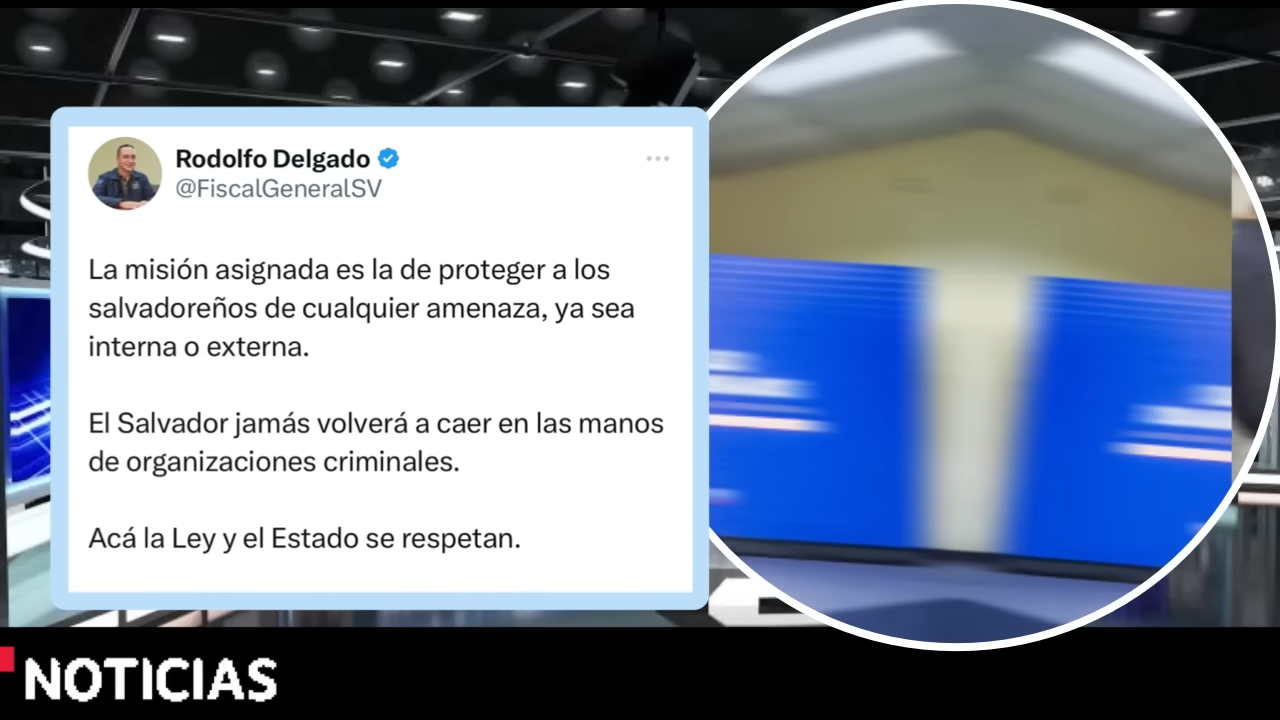 Rodolfo Delgado
@FiscalGeneralSV
La misión asignada es la de proteger a los
salvadoreños de cualquier amenaza, ya sea
interna o externa.
El Salvador jamás volverá a caer en las manos
de organizaciones criminales.
Acá la Ley y el Estado se respetan.
NOTICIAS